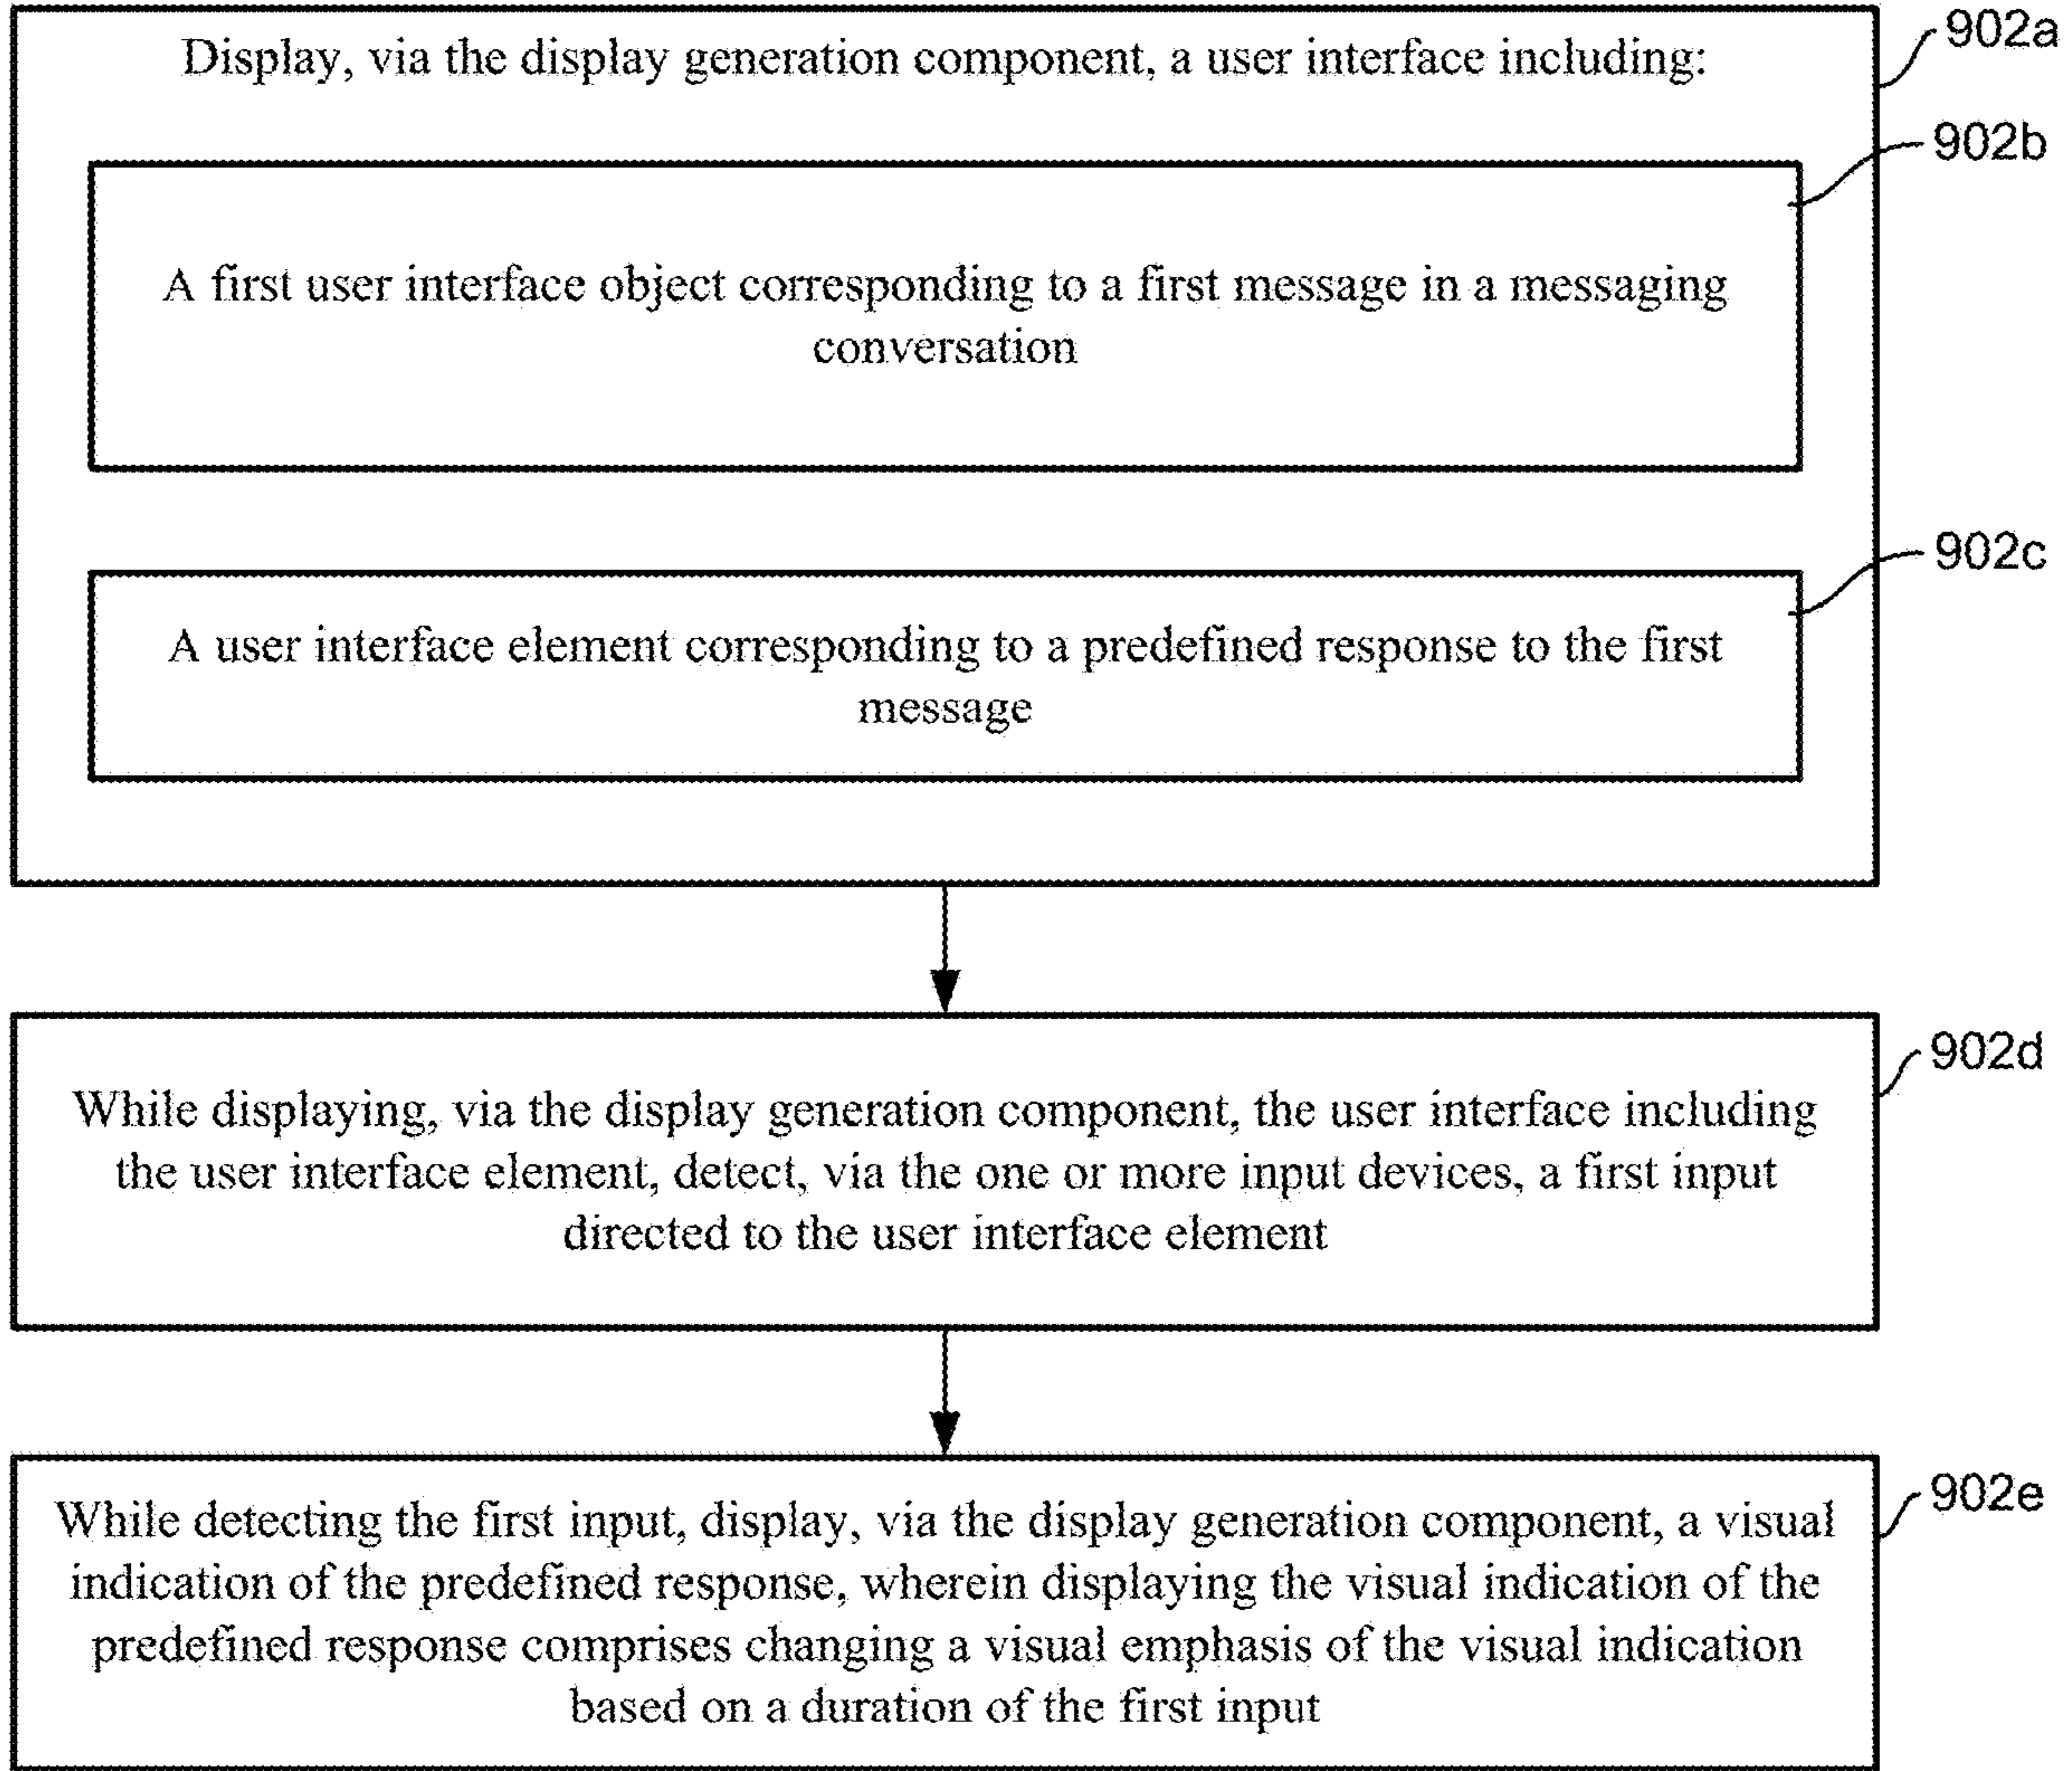 Display, via the display generation component, a user interface including:
902a
902b
A first user interface object corresponding to a first message in a messaging
conversation
902c
A user interface element corresponding to a predefined response to the first
message
902d
While displaying, via the display generation component, the user interface including
the user interface element, detect, via the one or more input devices, a first input
directed to the user interface element
902e
While detecting the first input, display, via the display generation component, a visual
indication of the predefined response, wherein displaying the visual indication of the
predefined response comprises changing a visual emphasis of the visual indication
based on a duration of the first input